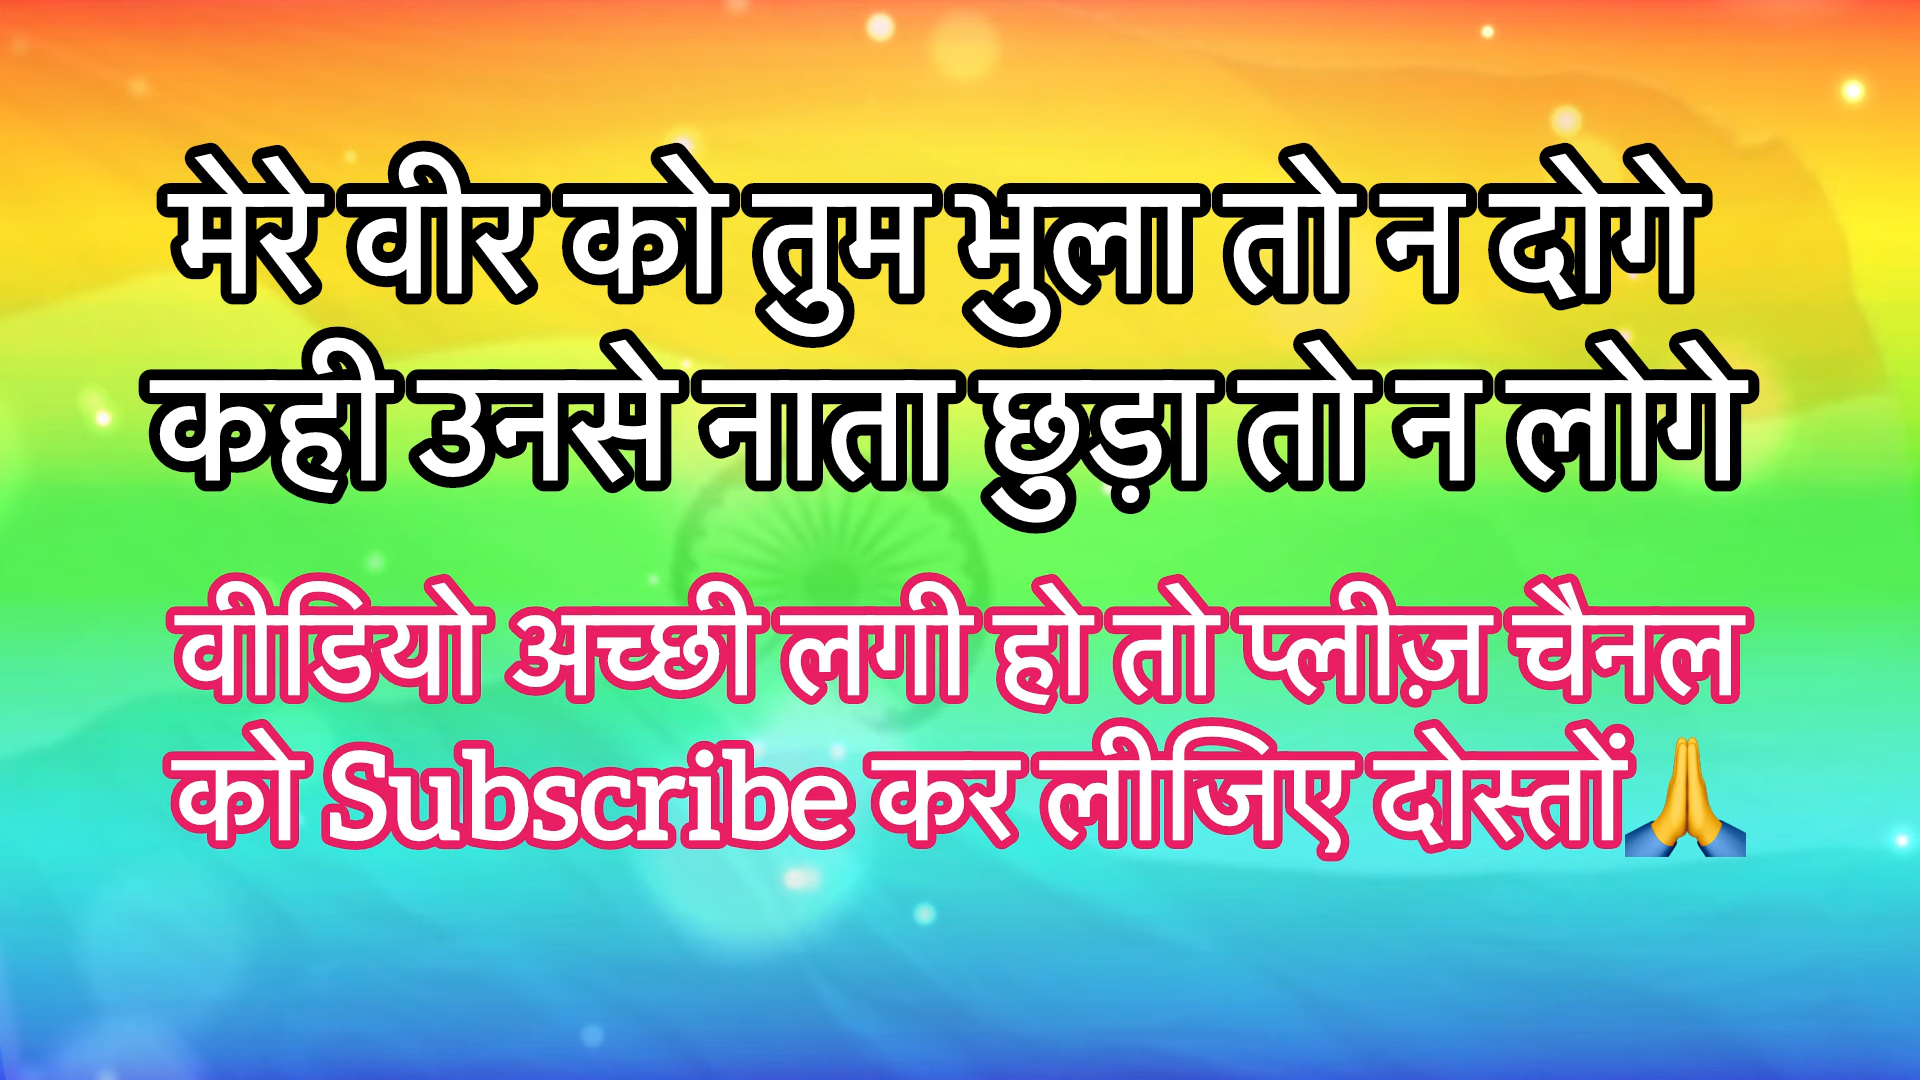 मेरे वीर को तुम भुला तो न दोगे
कही उनसे नाता छुड़ा तो न लोगे
वीडियो अच्छी लगी हो तो प्लीज़ चैनल
को Subscribe कर लीजिए दोस्तों🙏